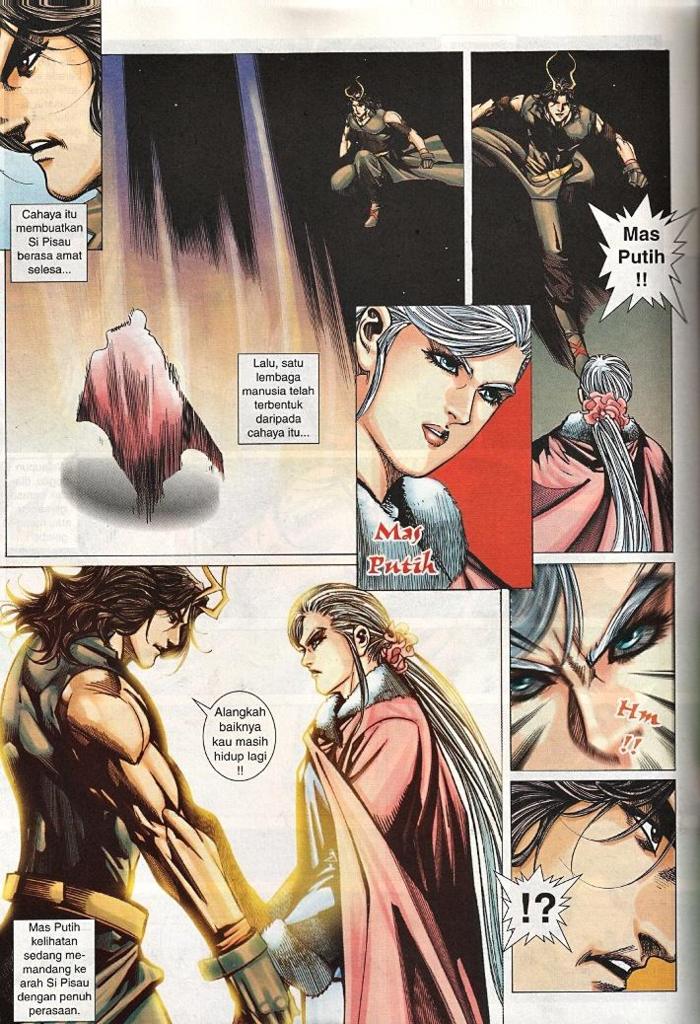 Cahaya itu
membuatkan
Si Pisau
berasa amat
selesa...
Lalu, satu
lembaga
manusia telah
terbentuk
daripada
cahaya itu...
Mas
Putih
!!
Mas
Putih
Alangkah
baiknya
kau masih
hidup lagi
!!
Hm
!!
!?
Mas Putih
kelihatan
sedang me-
mandang ke
arah Si Pisau
dengan penuh
perasaan.